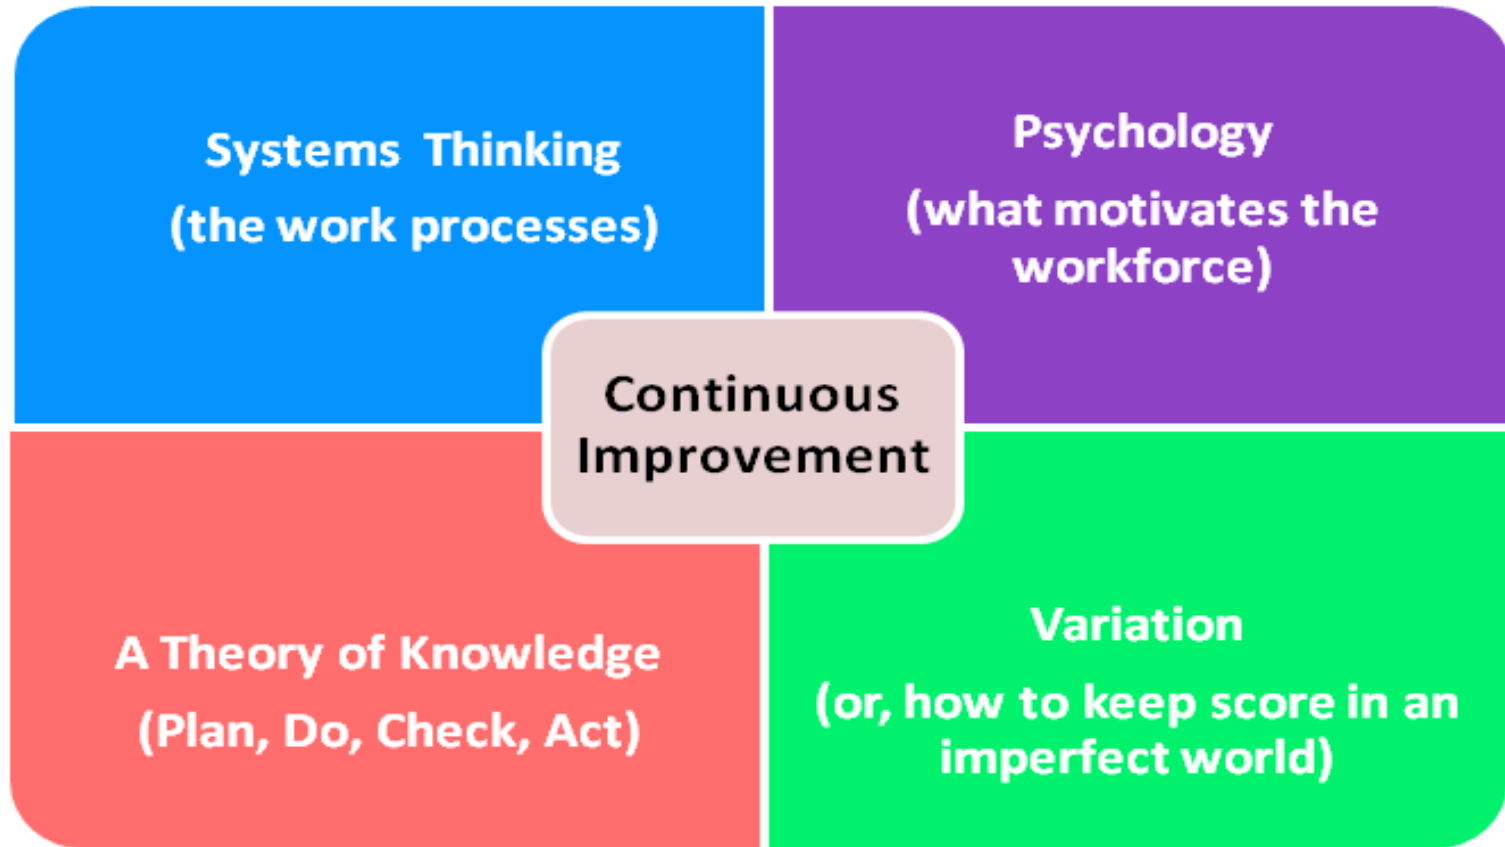 Systems Thinking
(the work processes)
Psychology
(what motivates the
workforce)
Continuous
Improvement
A Theory of Knowledge
(Plan, Do, Check, Act)
Variation
(or, how to keep score in an
imperfect world)